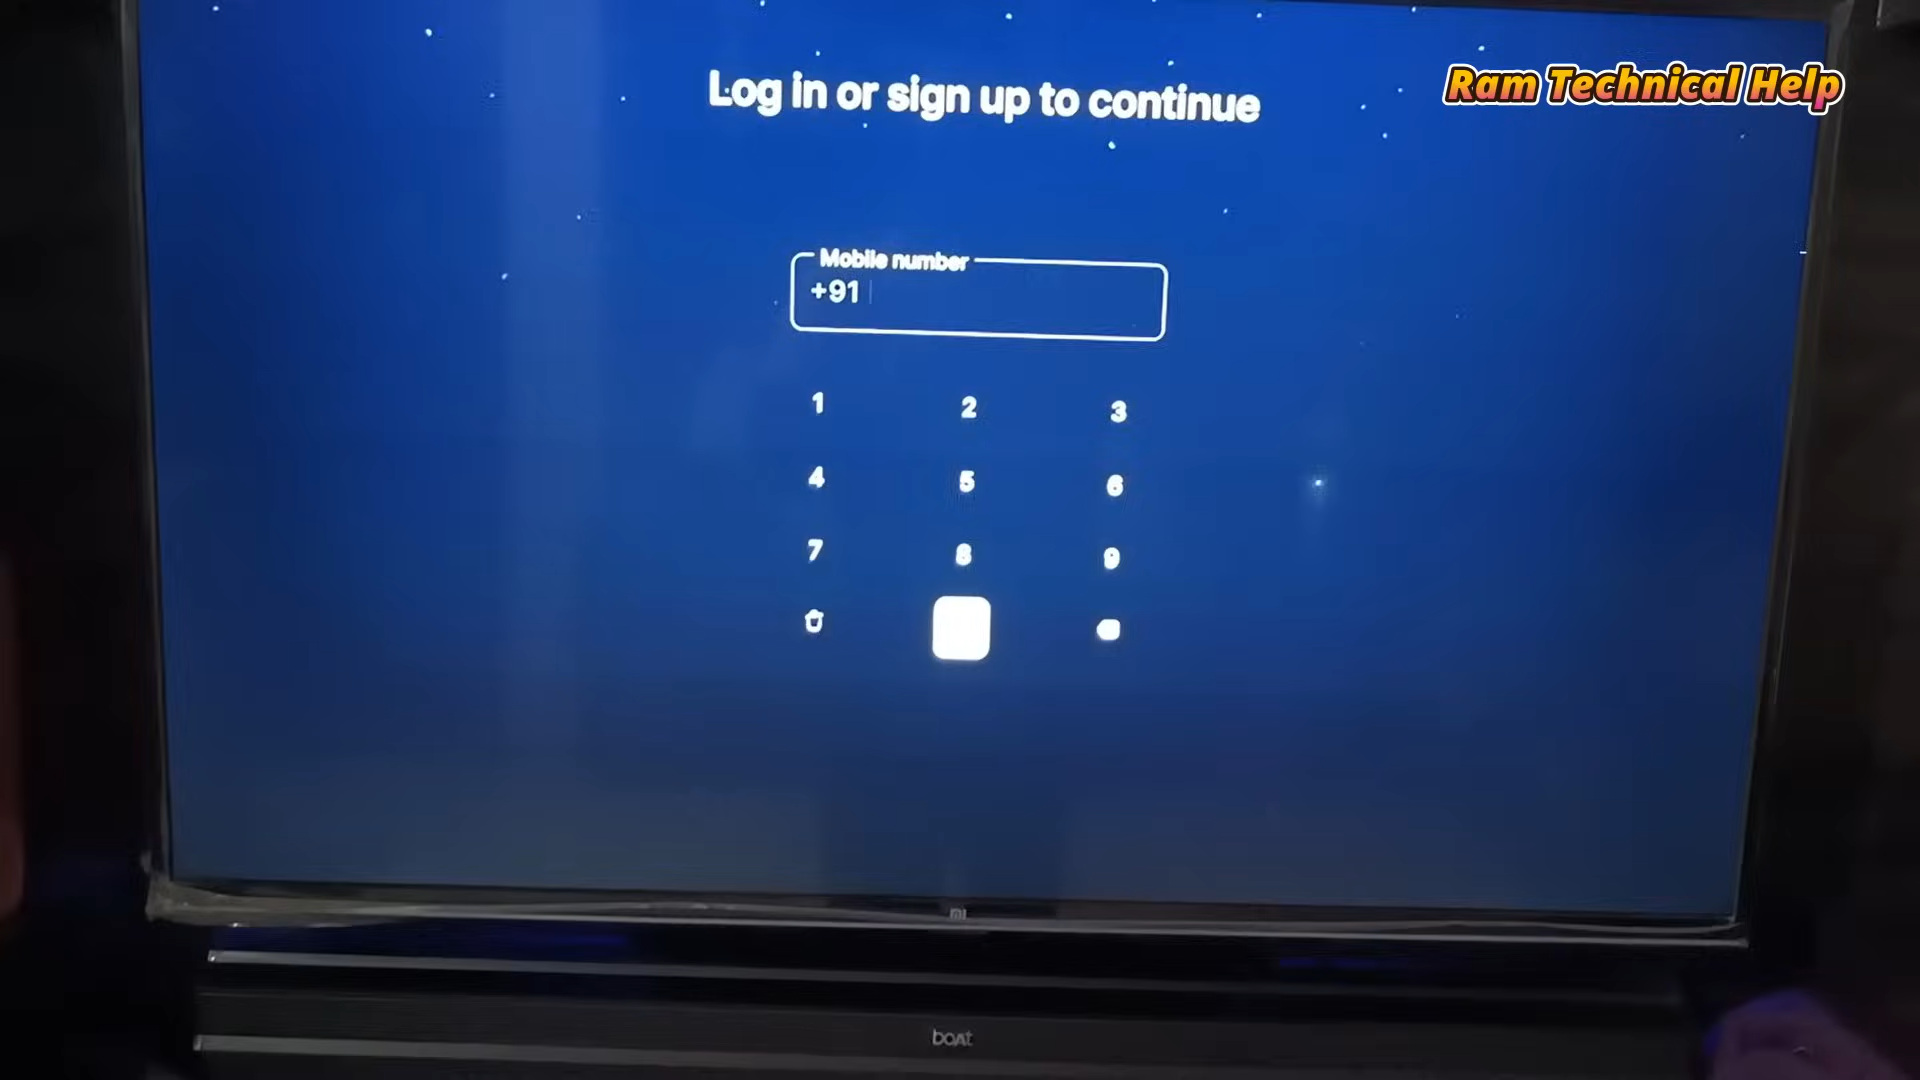 Log in or sign up to continue
Ram Technical Help
Mobile number
+91
1 2 3
4 5 6
7 8 9
mi
boat